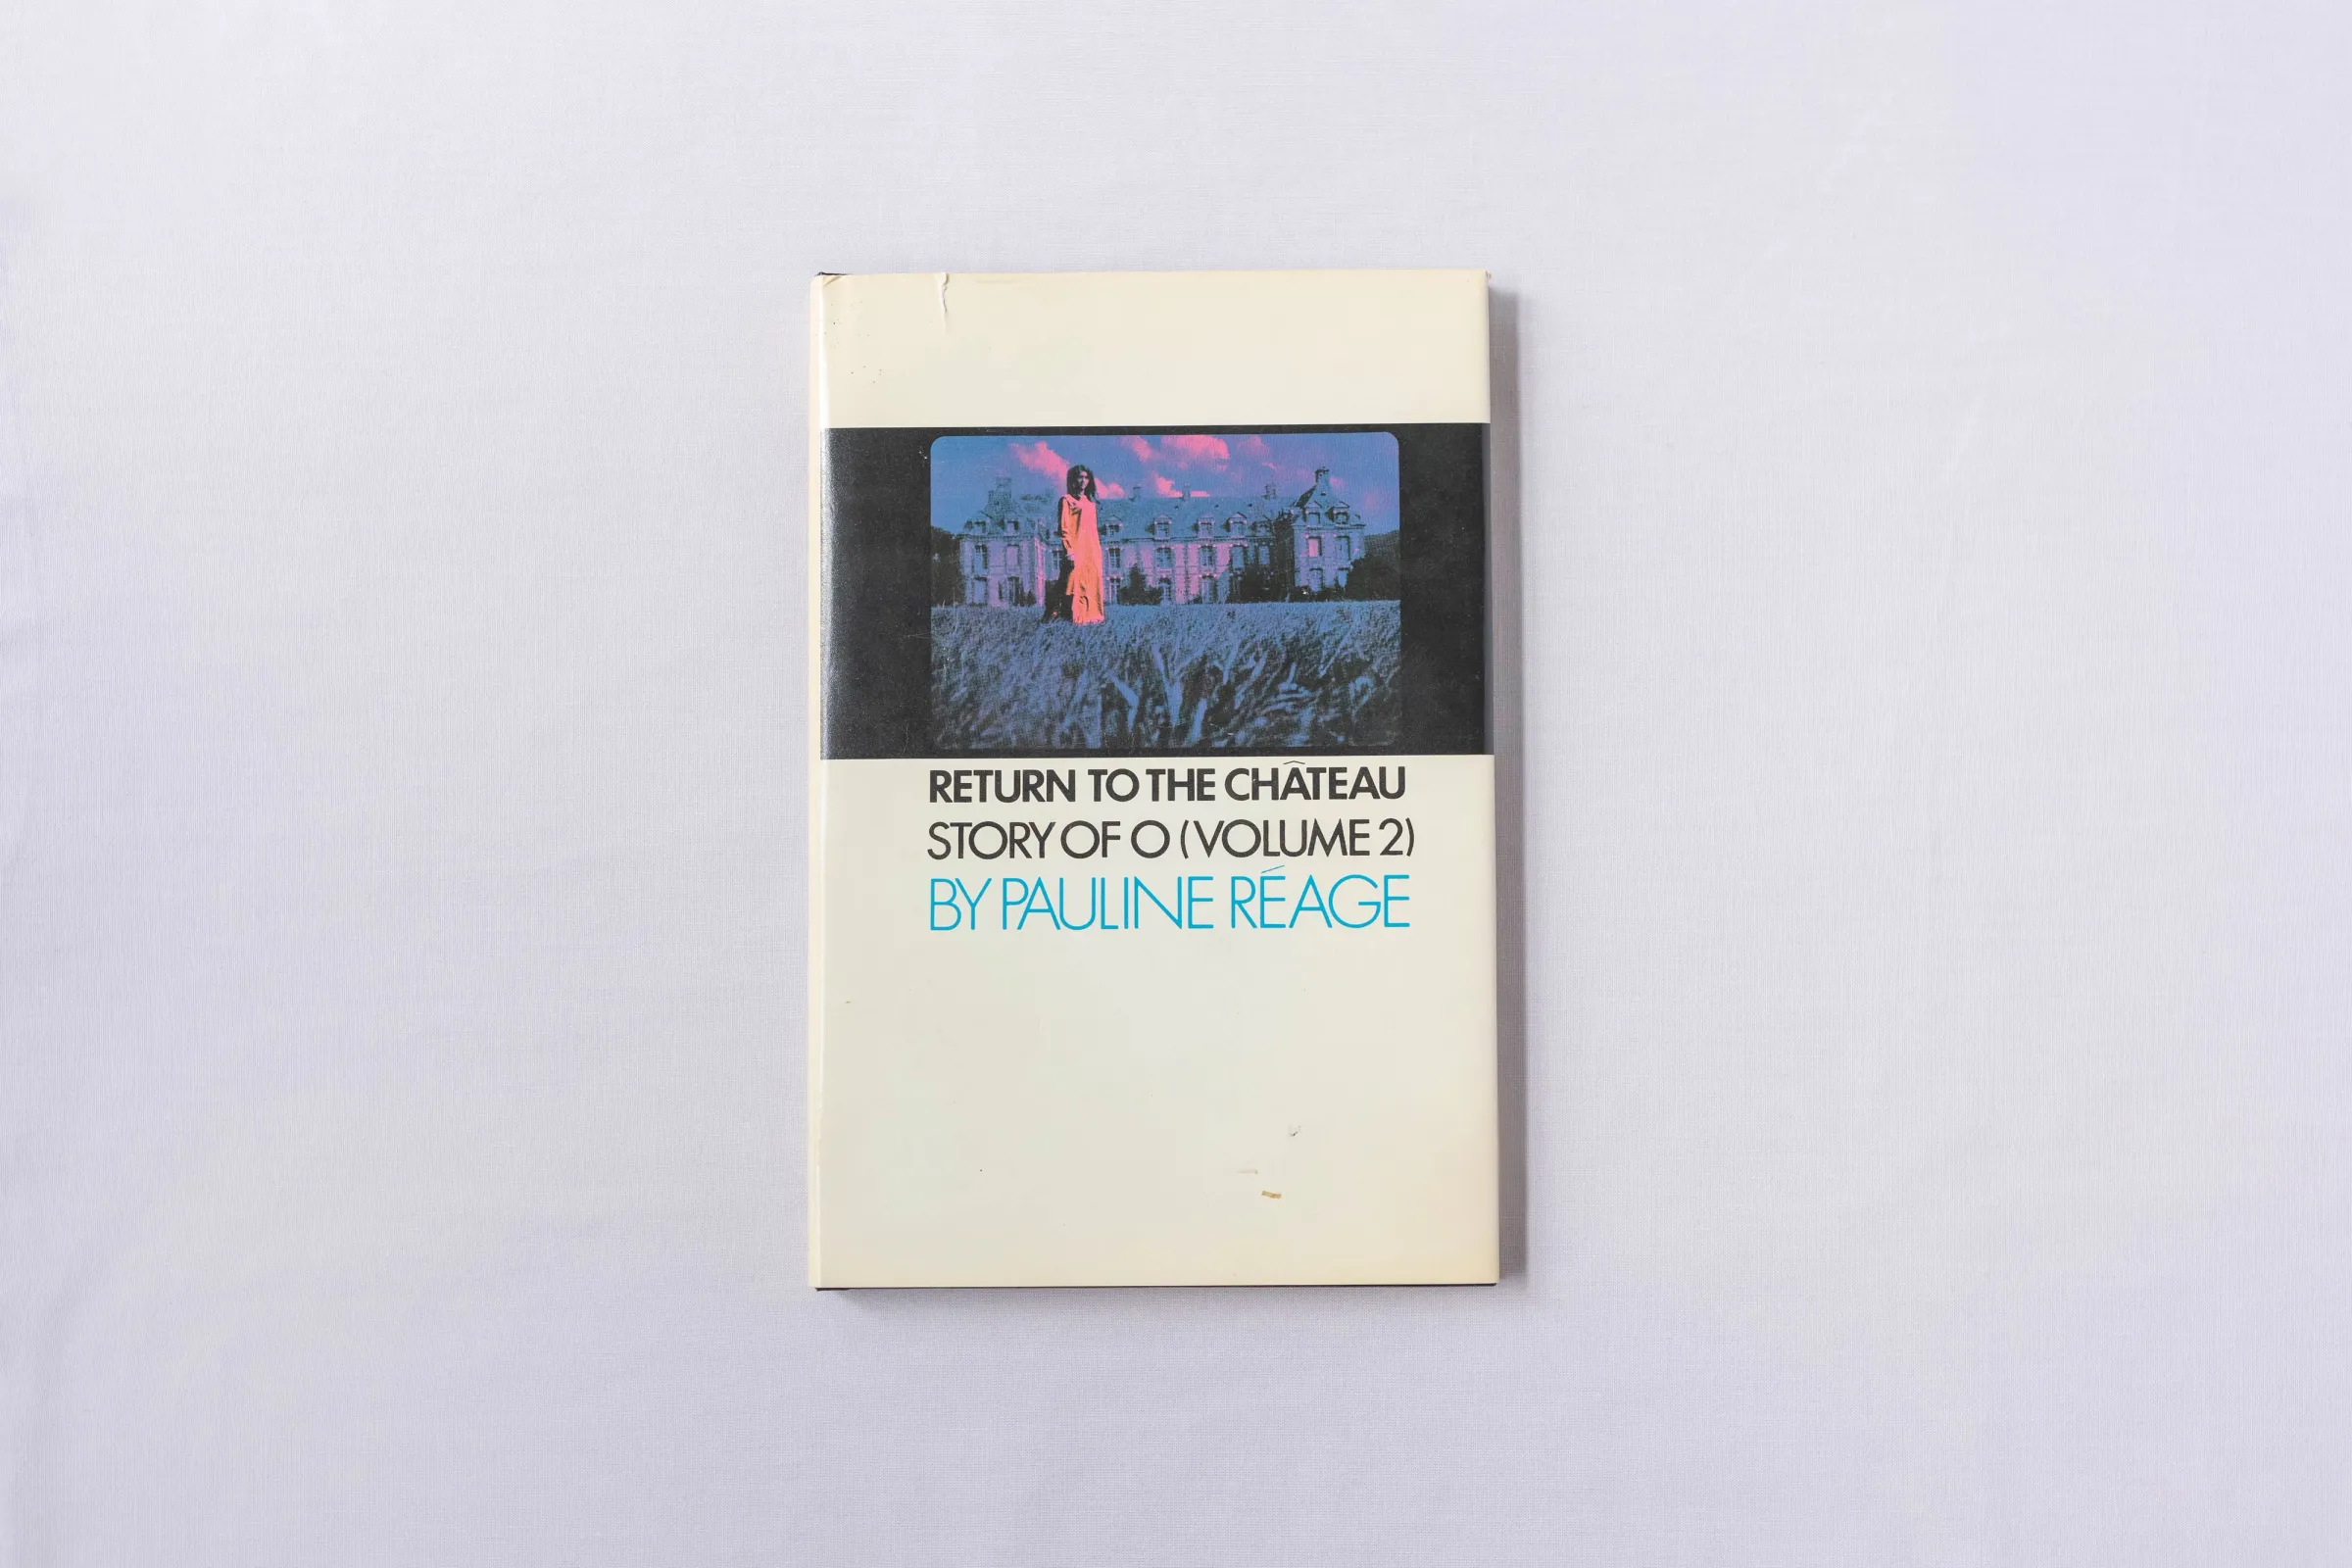 RETURN TO THE CHÂTEAU
STORY OF O (VOLUME 2)
BY PAULINE RÉAGE